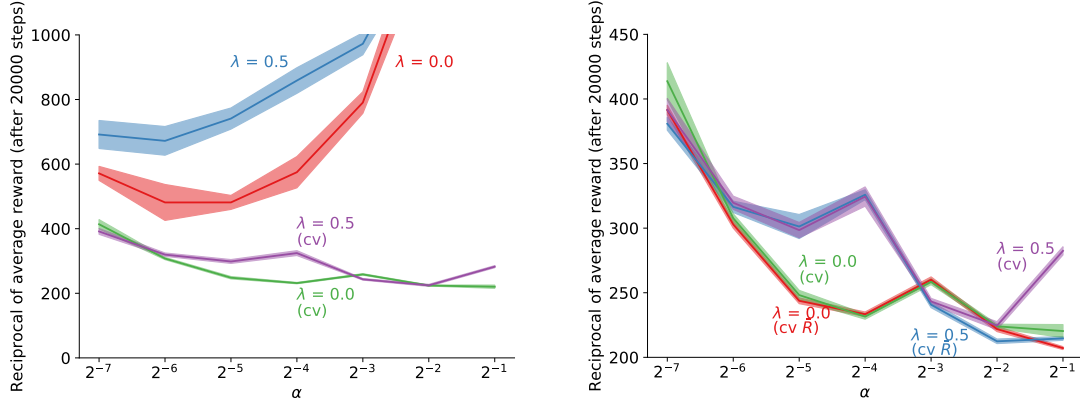 Reciprocal of average reward (after 20000 steps)
1000
800
600
400
200
0
λ = 0.5
λ = 0.0
λ = 0.5
(cv)
λ = 0.0
(cv)
2⁻⁷ 2⁻⁶ 2⁻⁵ 2⁻⁴ 2⁻³ 2⁻² 2⁻¹
α
Reciprocal of average reward (after 20000 steps)
450
400
350
300
250
200
λ = 0.5
(cv)
λ = 0.0
(cv)
λ = 0.0
(cv R̄)
λ = 0.5
(cv R̄)
2⁻⁷ 2⁻⁶ 2⁻⁵ 2⁻⁴ 2⁻³ 2⁻² 2⁻¹
α